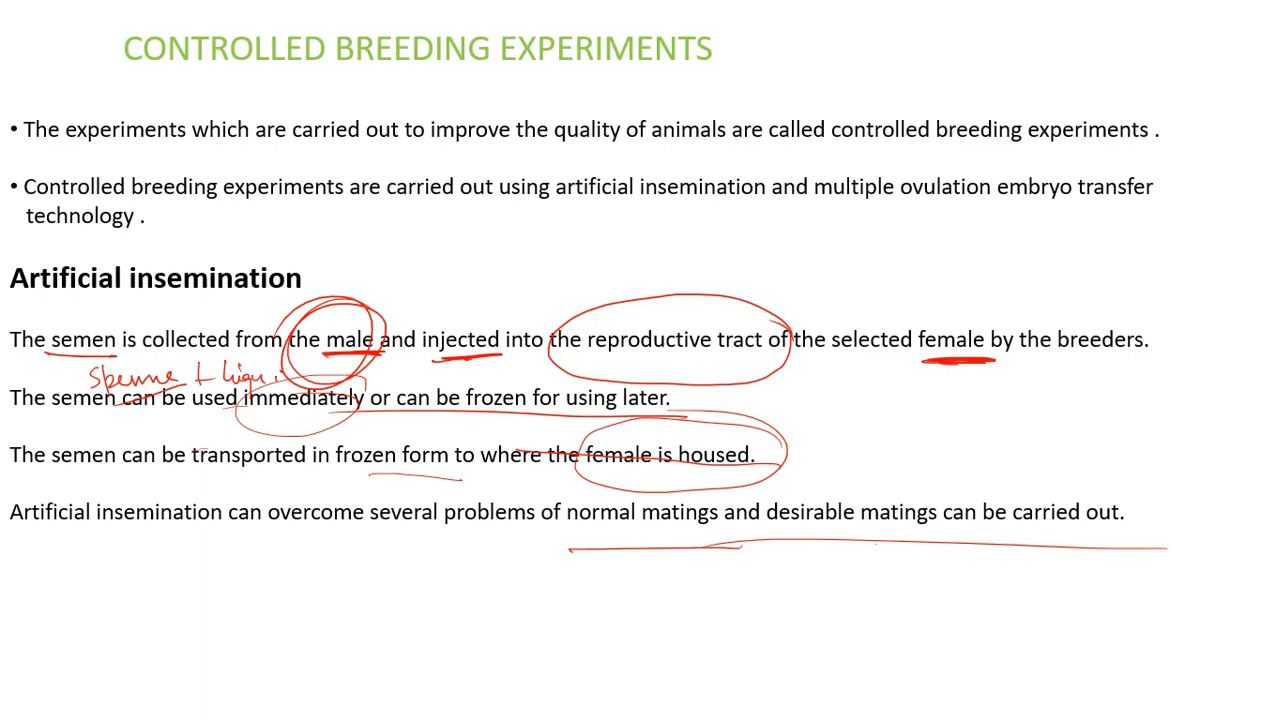 CONTROLLED BREEDING EXPERIMENTS
• The experiments which are carried out to improve the quality of animals are called controlled breeding experiments .
• Controlled breeding experiments are carried out using artificial insemination and multiple ovulation embryo transfer
technology .
Artificial insemination
The semen is collected from the male and injected into the reproductive tract of the selected female by the breeders.
+
The semen can be used immediately or can be frozen for using later.
The semen can be transported in frozen form to where the female is housed.
Artificial insemination can overcome several problems of normal matings and desirable matings can be carried out.